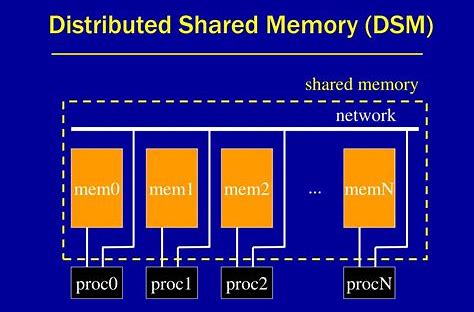 Distributed Shared Memory (DSM)
shared memory
network
mem0 mem1 mem2 ... memN
proc0 proc1 proc2 procN